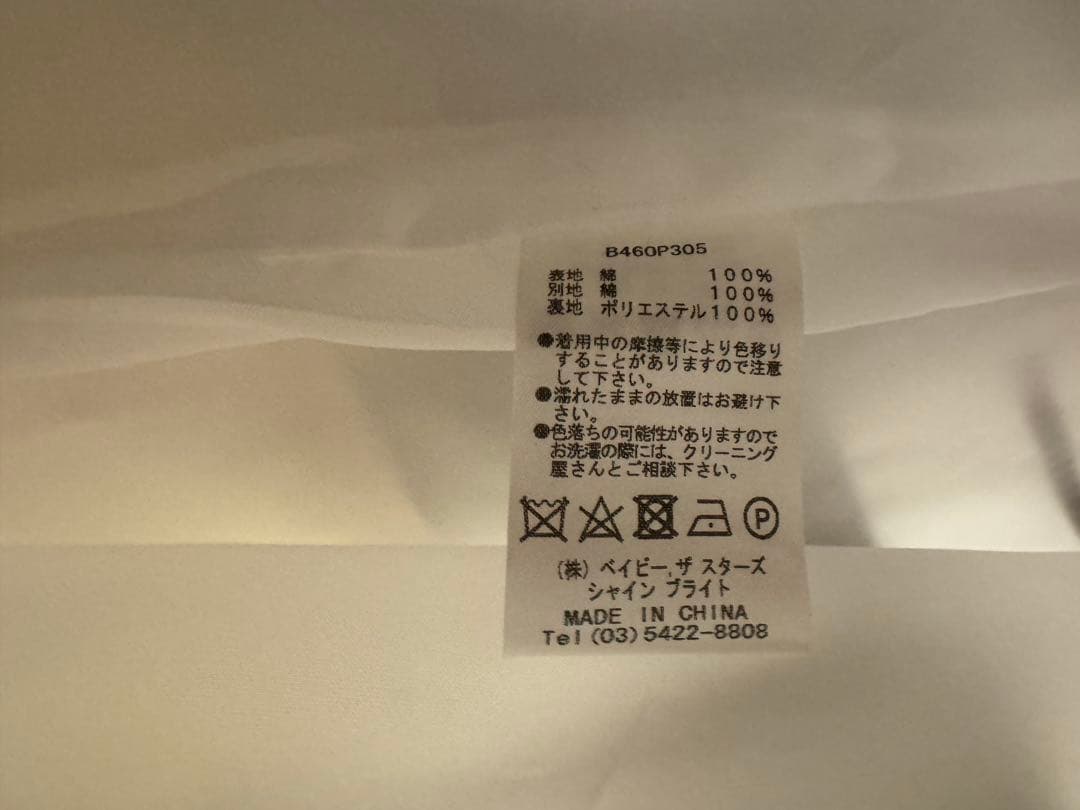 B460P305
表地 綿 100%
別地 綿 100%
裏地 ポリエステル100%
●着用中の摩擦等により色移り
することがありますので注意
して下さい。
●濡れたままの放置はお避け下
さい。
●色落ちの可能性がありますので
お洗濯の際には、クリーニング
屋さんとご相談下さい。
P
(株) ベイビー,ザ スターズ
シャイン ブライト
MADE IN CHINA
Tel (03) 5422-8808